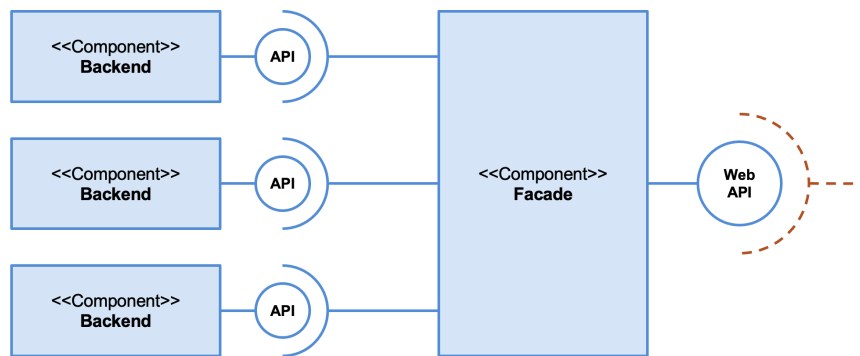 <<Component>>
Backend
API
<<Component>>
Backend
API
<<Component>>
Facade
Web
API
<<Component>>
Backend
API